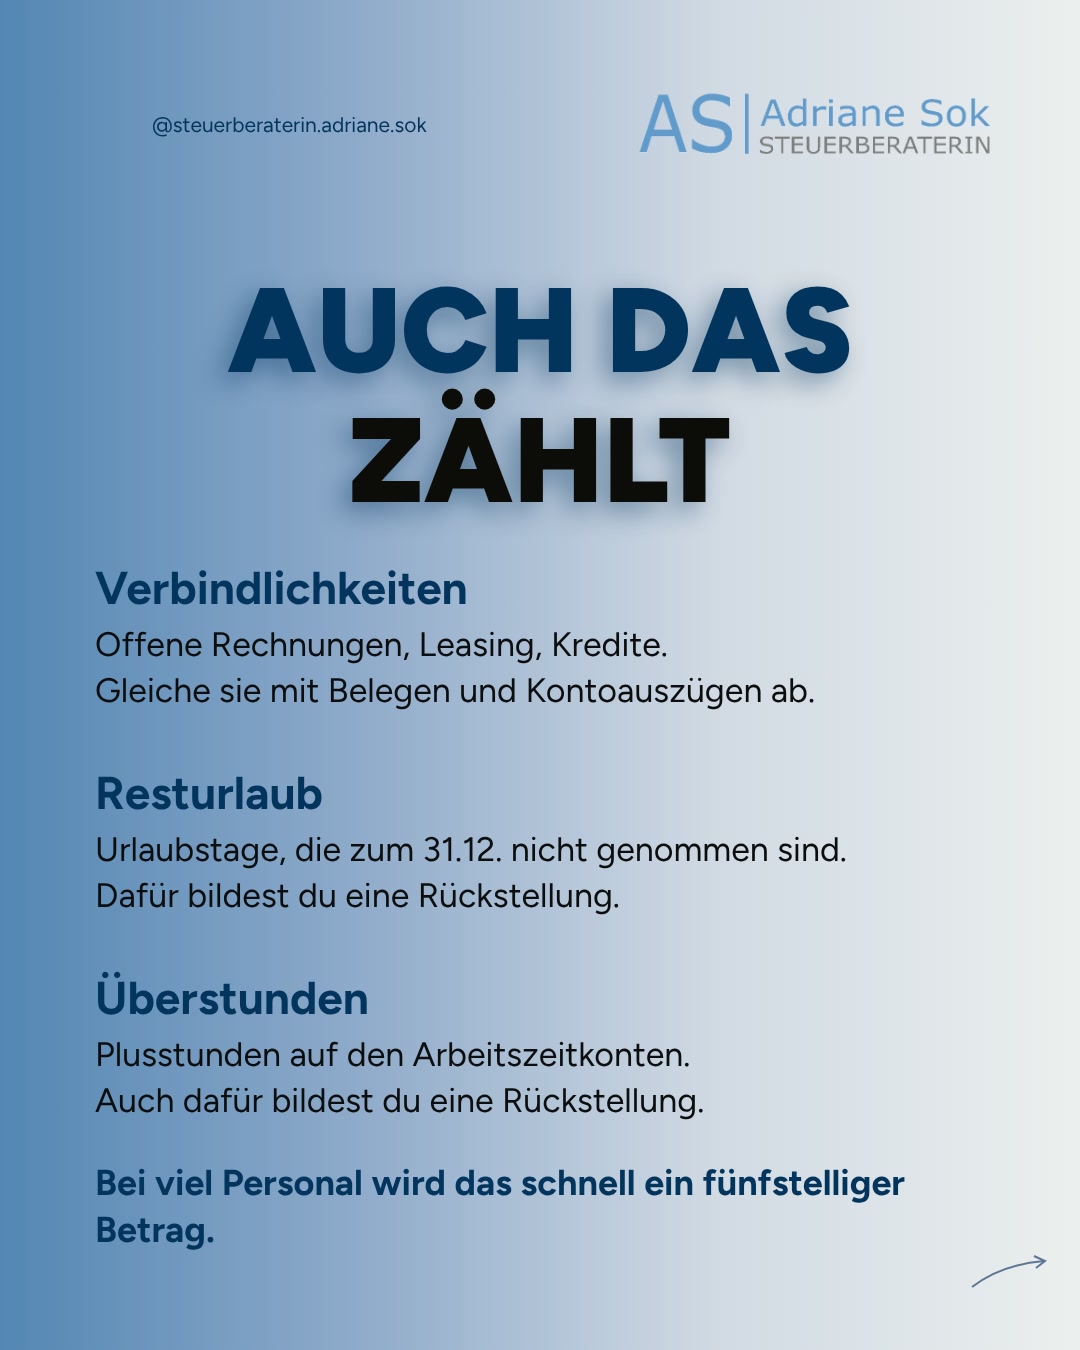 @steuerberaterin.adriane.sok
AS
Adriane Sok
STEUERBERATERIN
AUCH DAS
ZÄHLT
Verbindlichkeiten
Offene Rechnungen, Leasing, Kredite.
Gleiche sie mit Belegen und Kontoauszügen ab.
Resturlaub
Urlaubstage, die zum 31.12. nicht genommen sind.
Dafür bildest du eine Rückstellung.
Überstunden
Plusstunden auf den Arbeitszeitkonten.
Auch dafür bildest du eine Rückstellung.
Bei viel Personal wird das schnell ein fünfstelliger
Betrag.